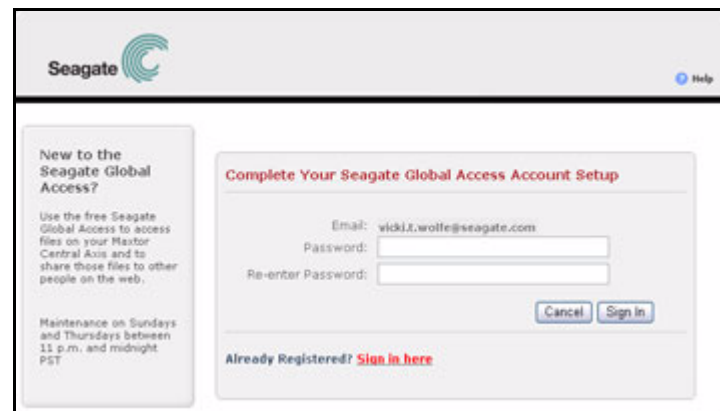 Seagate
Help
New to the
Seagate Global
Access?
Use the free Seagate
Global Access to access
files on your Maxtor
Central Axis and to
share those files to other
people on the web.
Maintenance on Sundays
and Thursdays between
11 p.m. and midnight
PST
Complete Your Seagate Global Access Account Setup
Email: vicki.t.wolfe@seagate.com
Password:
Re-enter Password:
Cancel Sign In
Already Registered? Sign in here